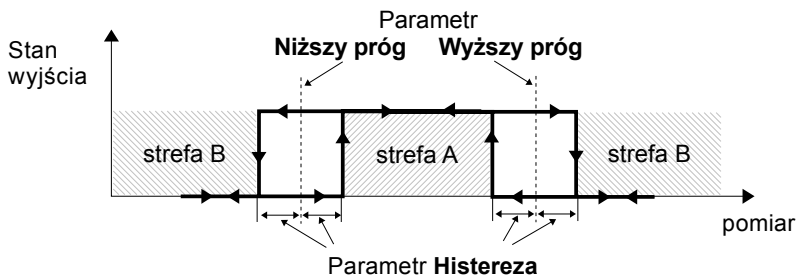 Parametr
Niższy próg Wyższy próg
Stan
wyjścia
strefa B strefa A strefa B
pomiar
Parametr Histereza